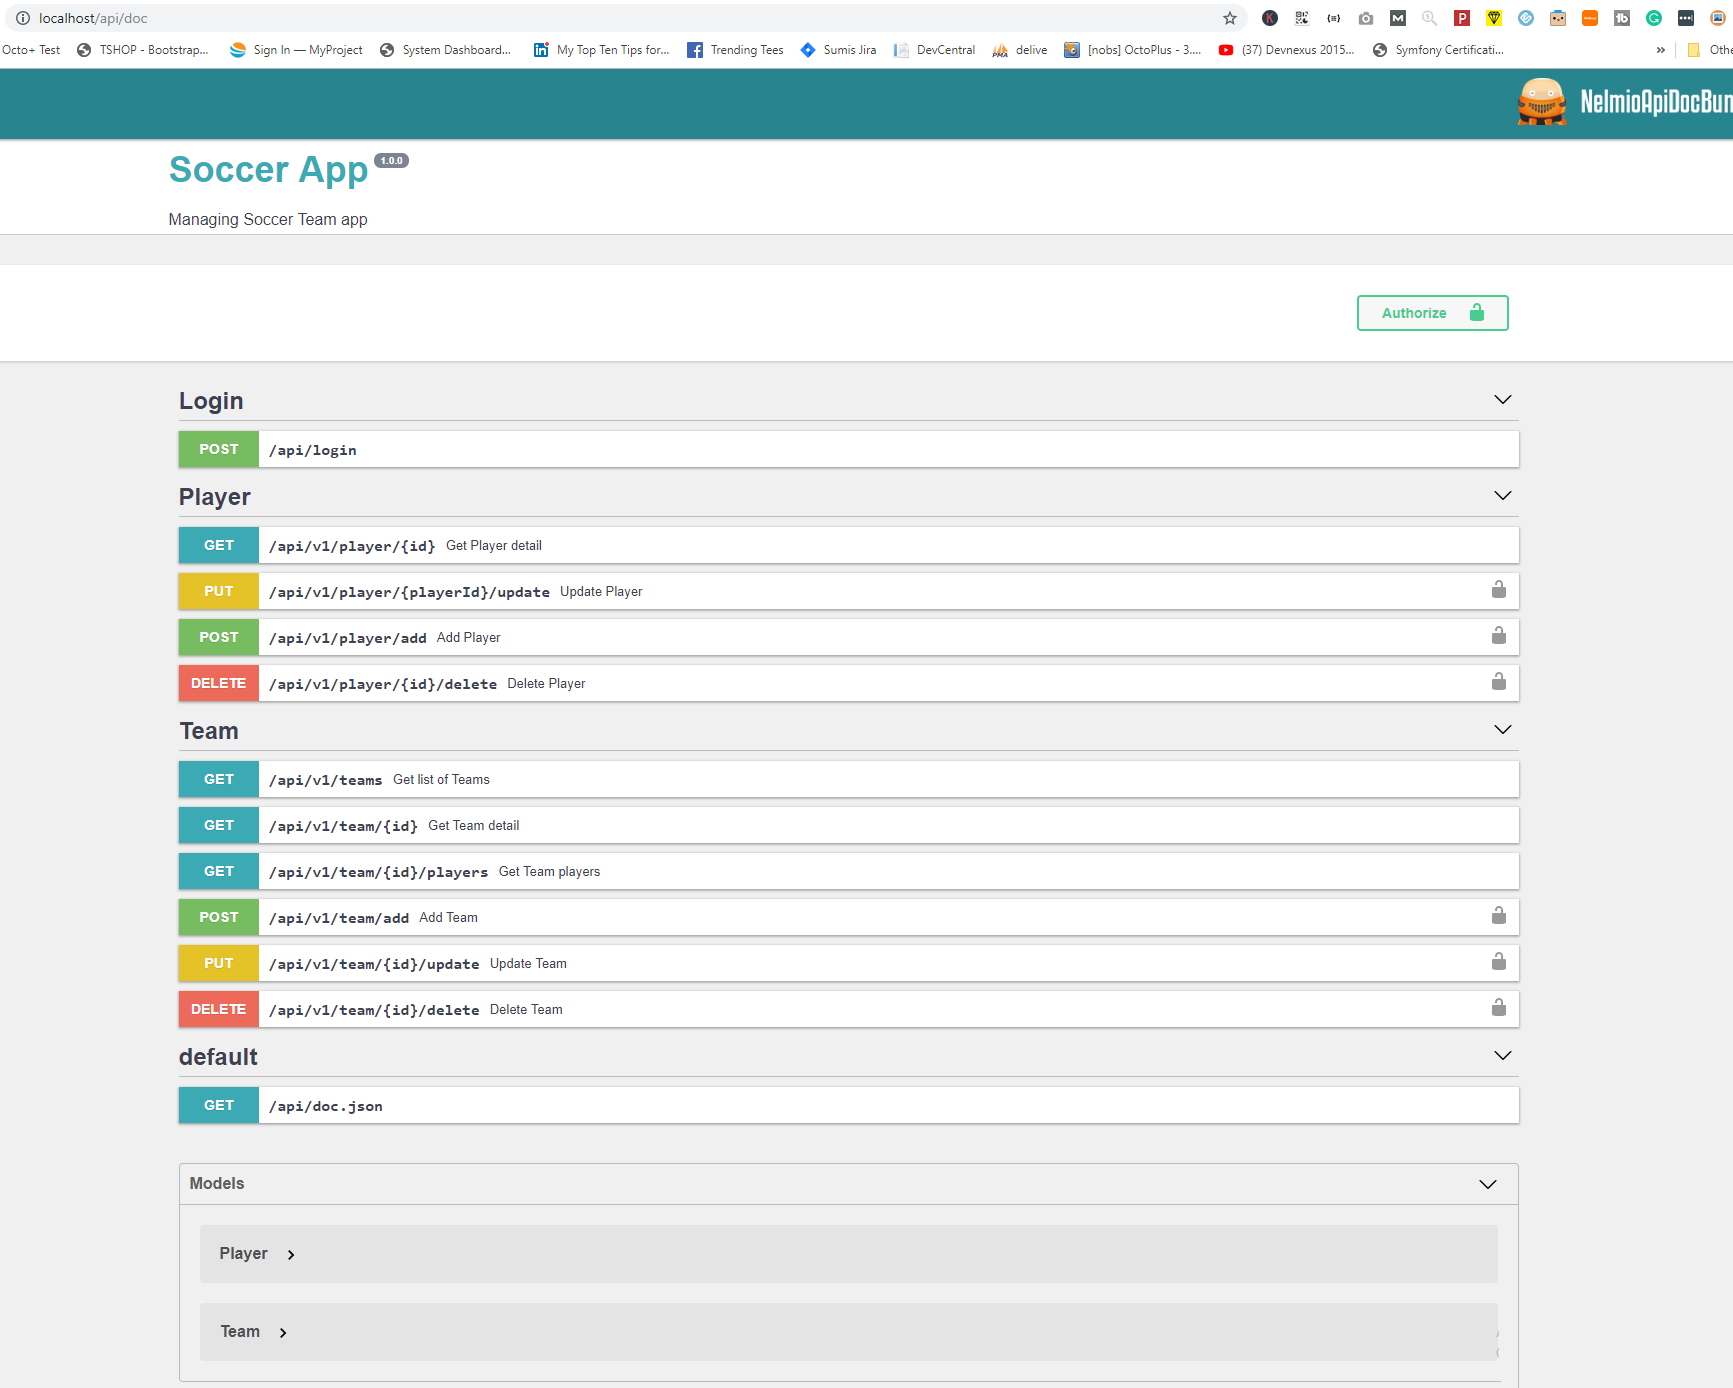 localhost/api/doc
Octo+ Test TSHOP - Bootstrap... Sign In — MyProject System Dashboard... My Top Ten Tips for... Trending Tees Sumis Jira DevCentral delive [nobs] OctoPlus - 3.... (37) Devnexus 2015... Symfony Certificati... » Othe
NelmioApiDocBun
Soccer App 1.0.0
Managing Soccer Team app
Authorize
Login
POST /api/login
Player
GET /api/v1/player/{id} Get Player detail
PUT /api/v1/player/{playerId}/update Update Player
POST /api/v1/player/add Add Player
DELETE /api/v1/player/{id}/delete Delete Player
Team
GET /api/v1/teams Get list of Teams
GET /api/v1/team/{id} Get Team detail
GET /api/v1/team/{id}/players Get Team players
POST /api/v1/team/add Add Team
PUT /api/v1/team/{id}/update Update Team
DELETE /api/v1/team/{id}/delete Delete Team
default
GET /api/doc.json
Models
Player
Team